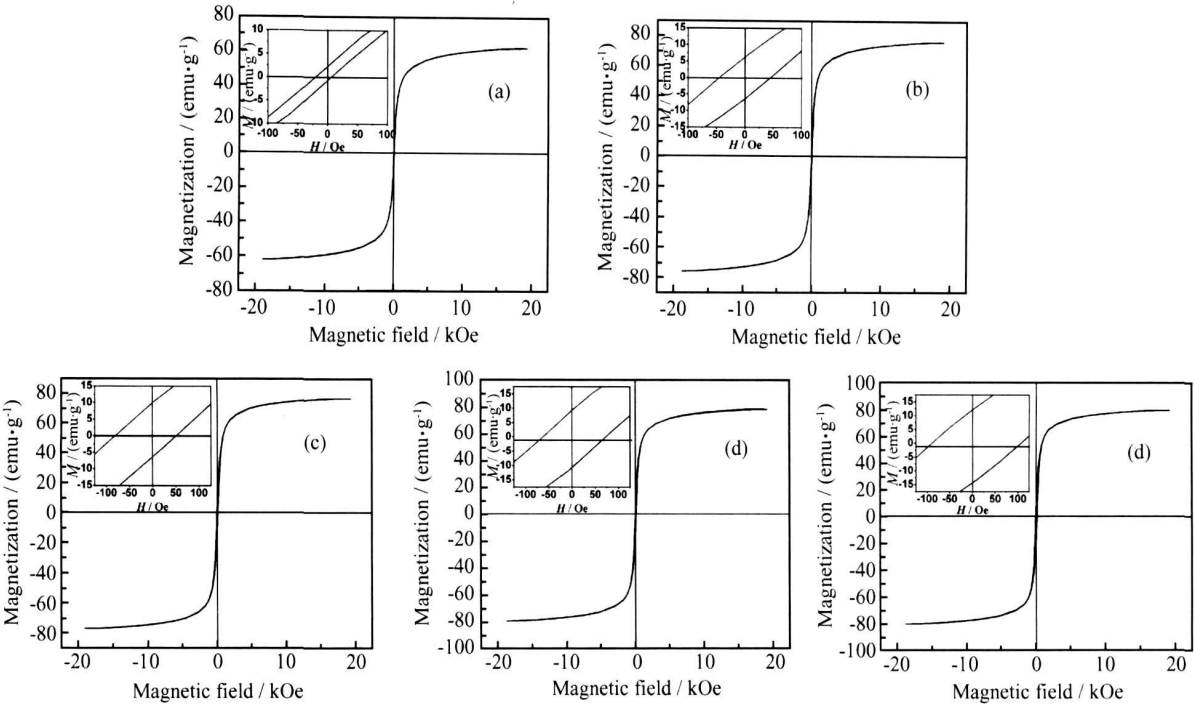 80
60
40
20
0
-20
-40
-60
-80
-20 -10 0 10 20
Magnetization / (emu·g⁻¹)
Magnetic field / kOe
(a)
10
5
0
-5
-10
-100 -50 0 50 100
M / (emu·g⁻¹)
H / Oe
80
60
40
20
0
-20
-40
-60
-80
-20 -10 0 10 20
Magnetization / (emu·g⁻¹)
Magnetic field / kOe
(b)
15
10
5
0
-5
-10
-15
-100 -50 0 50 100
M / (emu·g⁻¹)
H / Oe
80
60
40
20
0
-20
-40
-60
-80
-20 -10 0 10 20
Magnetization / (emu·g⁻¹)
Magnetic field / kOe
(c)
15
10
5
0
-5
-10
-15
-100 -50 0 50 100
M / (emu·g⁻¹)
H / Oe
100
80
60
40
20
0
-20
-40
-60
-80
-100
-20 -10 0 10 20
Magnetization / (emu·g⁻¹)
Magnetic field / kOe
(d)
15
10
5
0
-5
-10
-15
-100 -50 0 50 100
M / (emu·g⁻¹)
H / Oe
100
80
60
40
20
0
-20
-40
-60
-80
-100
-20 -10 0 10 20
Magnetization / (emu·g⁻¹)
Magnetic field / kOe
(d)
15
10
5
0
-5
-10
-15
-100 -50 0 50 100
M / (emu·g⁻¹)
H / Oe